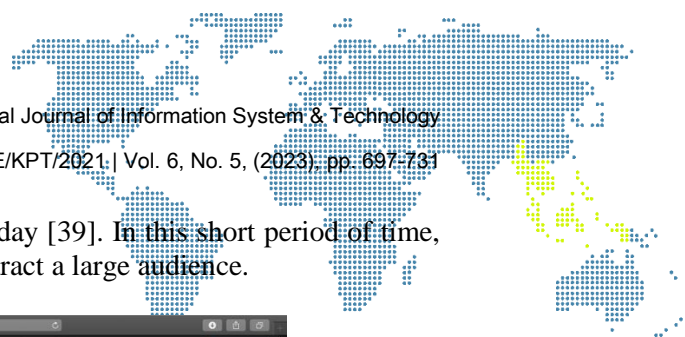 al Journal of Information System & Technology
E/KPT/2021 | Vol. 6, No. 5, (2023), pp. 697-731
day [39]. In this short period of time,
ract a large audience.